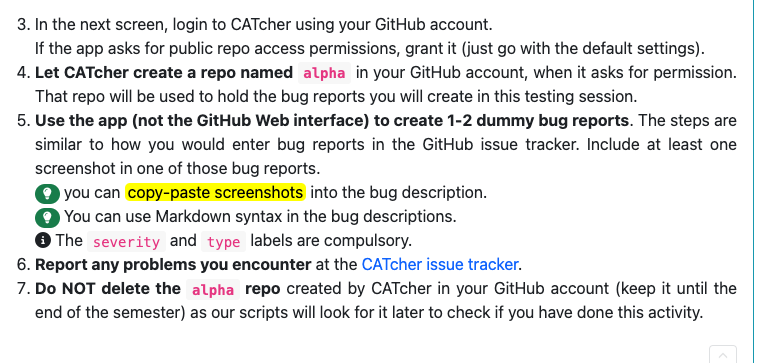 3. In the next screen, login to CATcher using your GitHub account.
If the app asks for public repo access permissions, grant it (just go with the default settings).
4. Let CATcher create a repo named alpha in your GitHub account, when it asks for permission.
That repo will be used to hold the bug reports you will create in this testing session.
5. Use the app (not the GitHub Web interface) to create 1-2 dummy bug reports. The steps are
similar to how you would enter bug reports in the GitHub issue tracker. Include at least one
screenshot in one of those bug reports.
you can copy-paste screenshots into the bug description.
You can use Markdown syntax in the bug descriptions.
The severity and type labels are compulsory.
6. Report any problems you encounter at the CATcher issue tracker.
7. Do NOT delete the alpha repo created by CATcher in your GitHub account (keep it until the
end of the semester) as our scripts will look for it later to check if you have done this activity.